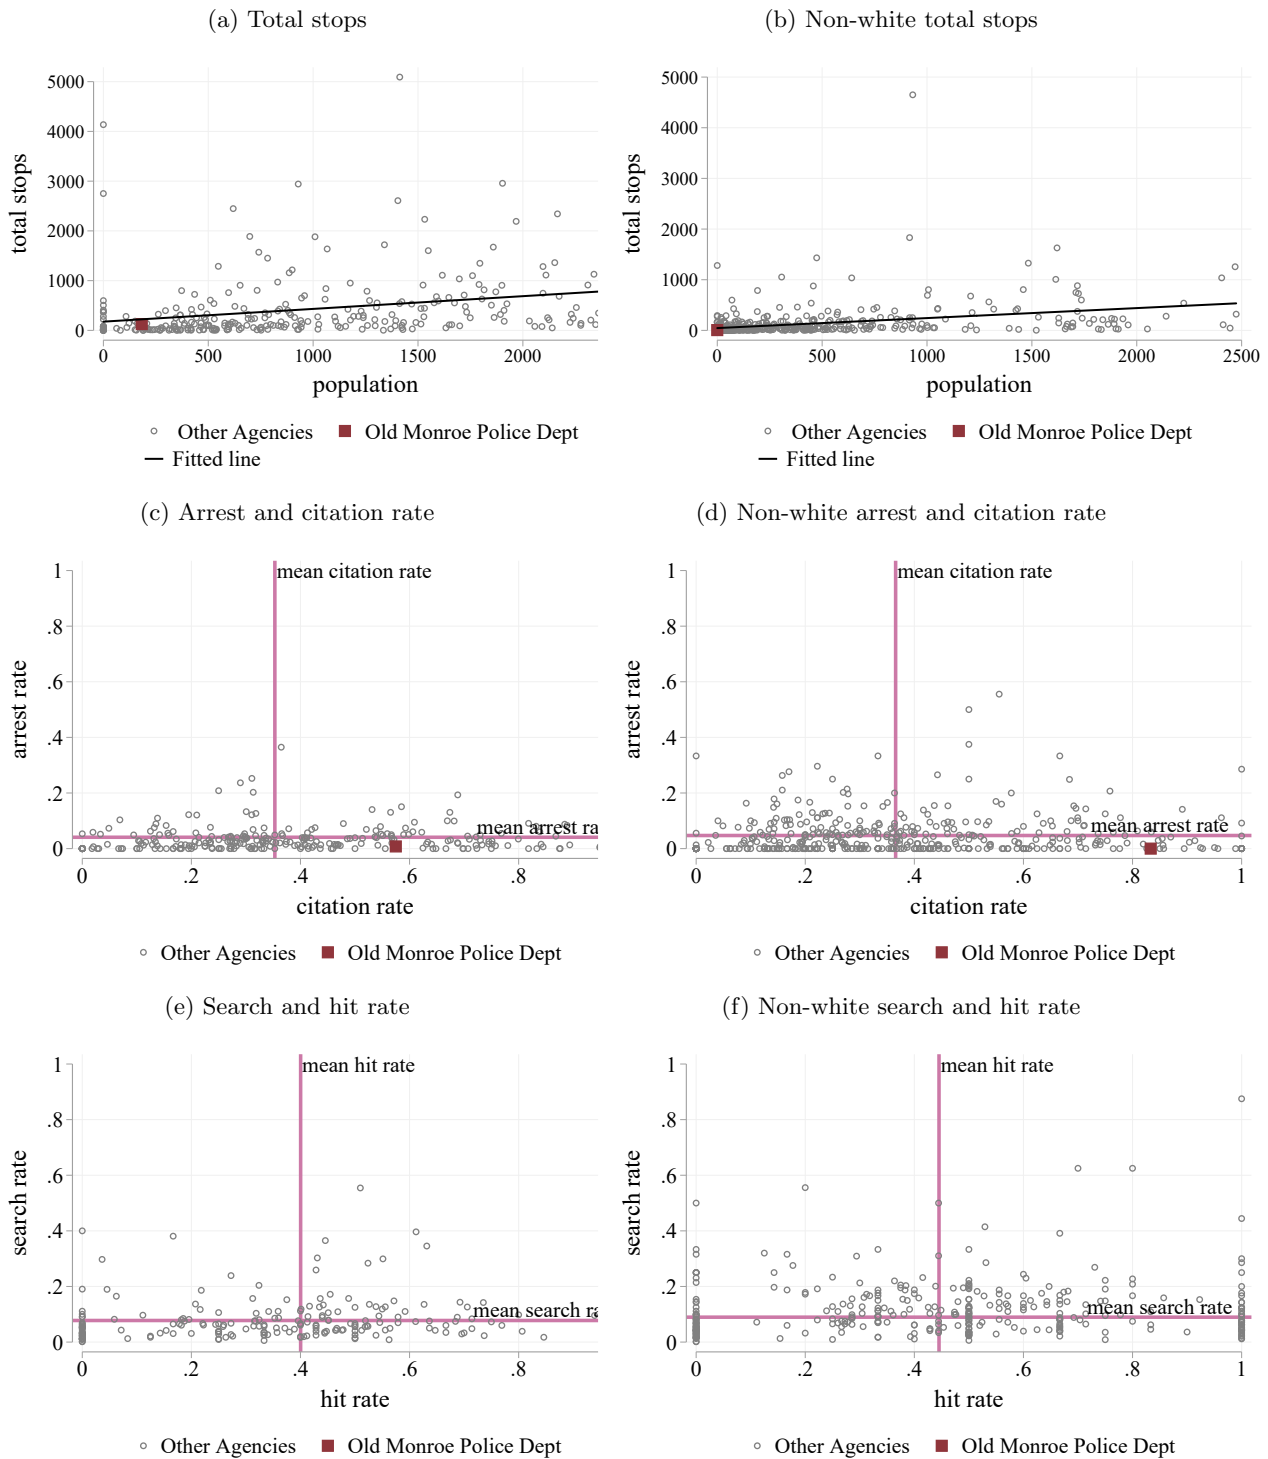 (a) Total stops
(b) Non-white total stops
total stops
5000
4000
3000
2000
1000
0
0 500 1000 1500 2000
population
Other Agencies Old Monroe Police Dept
Fitted line
total stops
5000
4000
3000
2000
1000
0
0 500 1000 1500 2000 2500
population
Other Agencies Old Monroe Police Dept
Fitted line
(c) Arrest and citation rate
(d) Non-white arrest and citation rate
arrest rate
1
.8
.6
.4
.2
0
mean citation rate
mean arrest ra
0 .2 .4 .6 .8
citation rate
Other Agencies Old Monroe Police Dept
arrest rate
1
.8
.6
.4
.2
0
mean citation rate
mean arrest rate
0 .2 .4 .6 .8 1
citation rate
Other Agencies Old Monroe Police Dept
(e) Search and hit rate
(f) Non-white search and hit rate
search rate
1
.8
.6
.4
.2
0
mean hit rate
mean search ra
0 .2 .4 .6 .8
hit rate
Other Agencies Old Monroe Police Dept
search rate
1
.8
.6
.4
.2
0
mean hit rate
mean search rate
0 .2 .4 .6 .8 1
hit rate
Other Agencies Old Monroe Police Dept